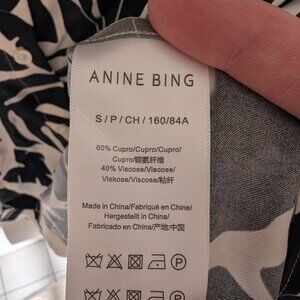 ANINE BING
S / P / CH / 160/84A
60% Cupro/Cupro/Cupro/
Cupro/铜氨纤维
40% Viscose/Viscose/
Viskose/Viscosa/粘纤
Made in China/Fabriqué en Chine/
Hergestellt in China/
Fabricado en China/产地:中国
P